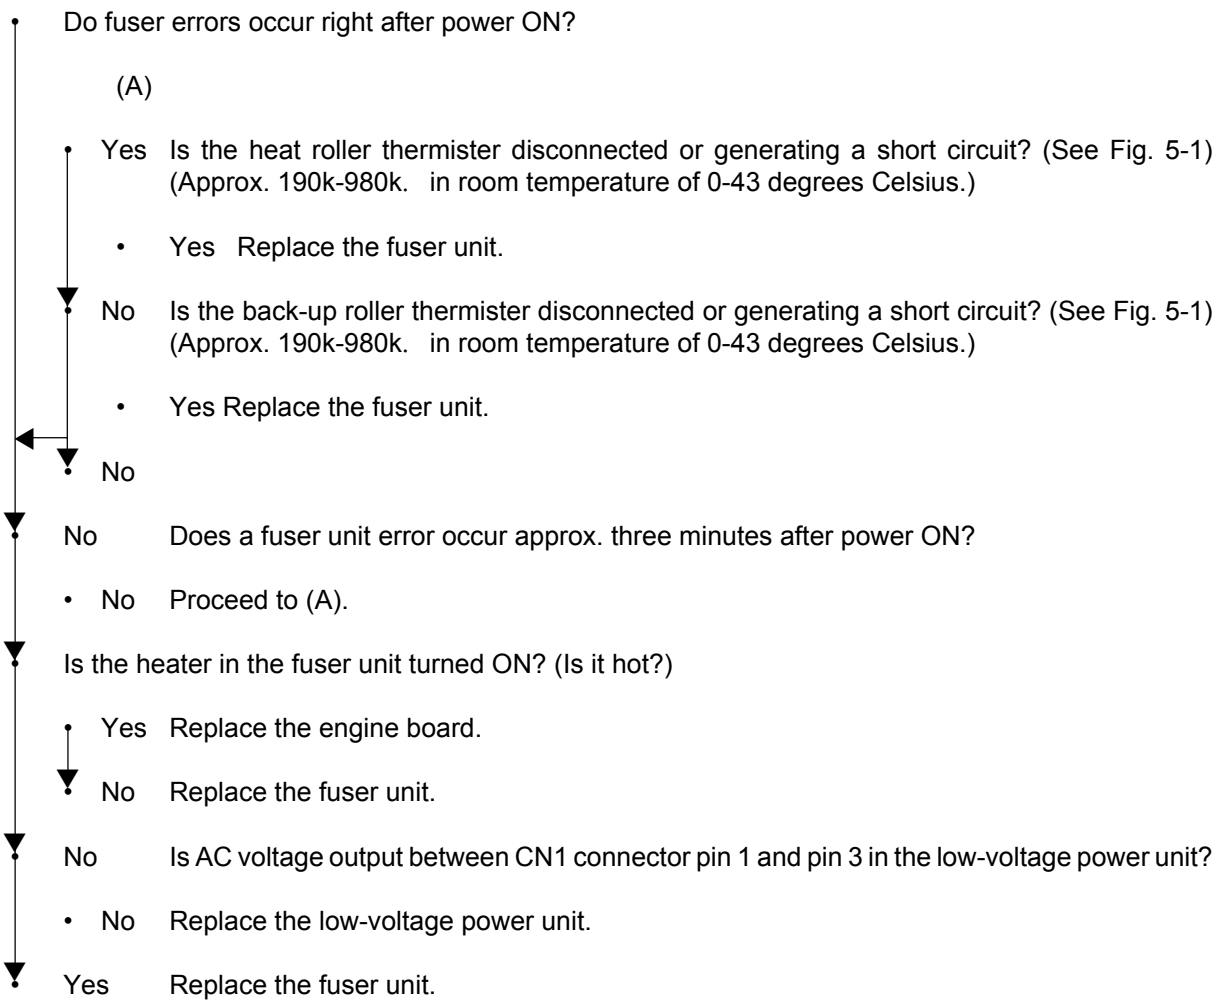 • Do fuser errors occur right after power ON?
(A)
• Yes Is the heat roller thermister disconnected or generating a short circuit? (See Fig. 5-1)
(Approx. 190k-980k. in room temperature of 0-43 degrees Celsius.)
• Yes Replace the fuser unit.
• No Is the back-up roller thermister disconnected or generating a short circuit? (See Fig. 5-1)
(Approx. 190k-980k. in room temperature of 0-43 degrees Celsius.)
• Yes Replace the fuser unit.
• No
• No Does a fuser unit error occur approx. three minutes after power ON?
• No Proceed to (A).
• Is the heater in the fuser unit turned ON? (Is it hot?)
• Yes Replace the engine board.
• No Replace the fuser unit.
• No Is AC voltage output between CN1 connector pin 1 and pin 3 in the low-voltage power unit?
• No Replace the low-voltage power unit.
• Yes Replace the fuser unit.